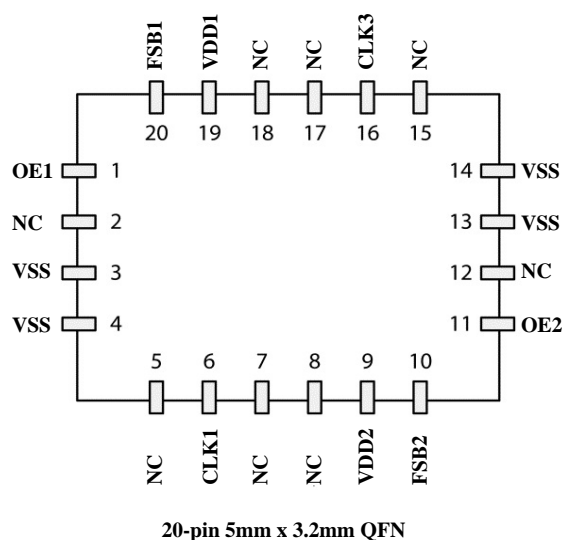 FSB1 VDD1 NC NC CLK3 NC
20 19 18 17 16 15
OE1 1 14 VSS
NC 2 13 VSS
VSS 3 12 NC
VSS 4 11 OE2
5 6 7 8 9 10
NC CLK1 NC NC VDD2 FSB2
20-pin 5mm x 3.2mm QFN